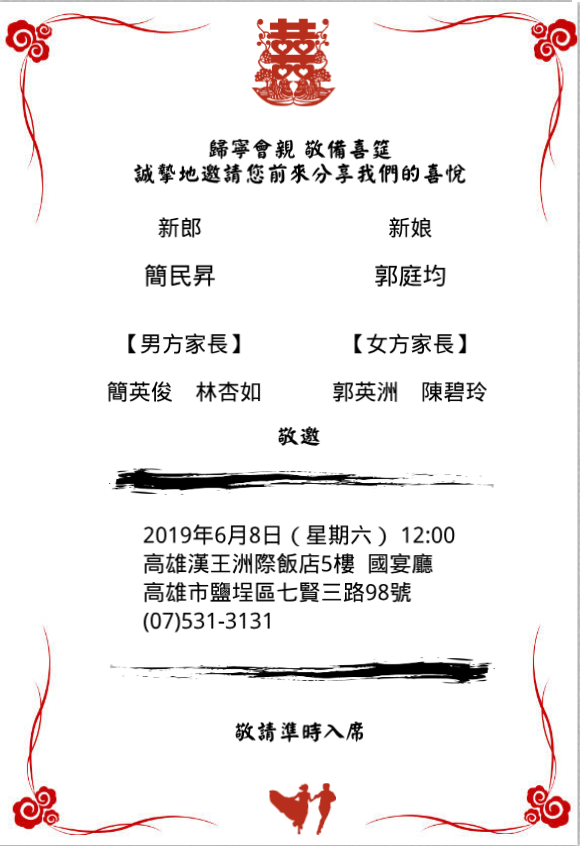 囍
歸寧會親 敬備喜筵
誠摯地邀請您前來分享我們的喜悅
新郎 新娘
簡民昇 郭庭均
【男方家長】 【女方家長】
簡英俊 林杏如 郭英洲 陳碧玲
敬邀
2019年6月8日（星期六） 12:00
高雄漢王洲際飯店5樓 國宴廳
高雄市鹽埕區七賢三路98號
(07)531-3131
敬請準時入席